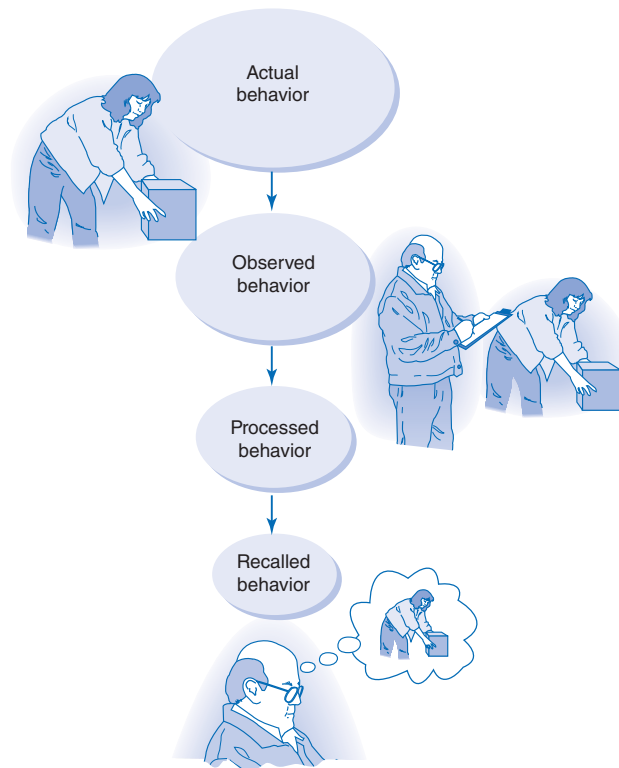 Actual
behavior
Observed
behavior
Processed
behavior
Recalled
behavior